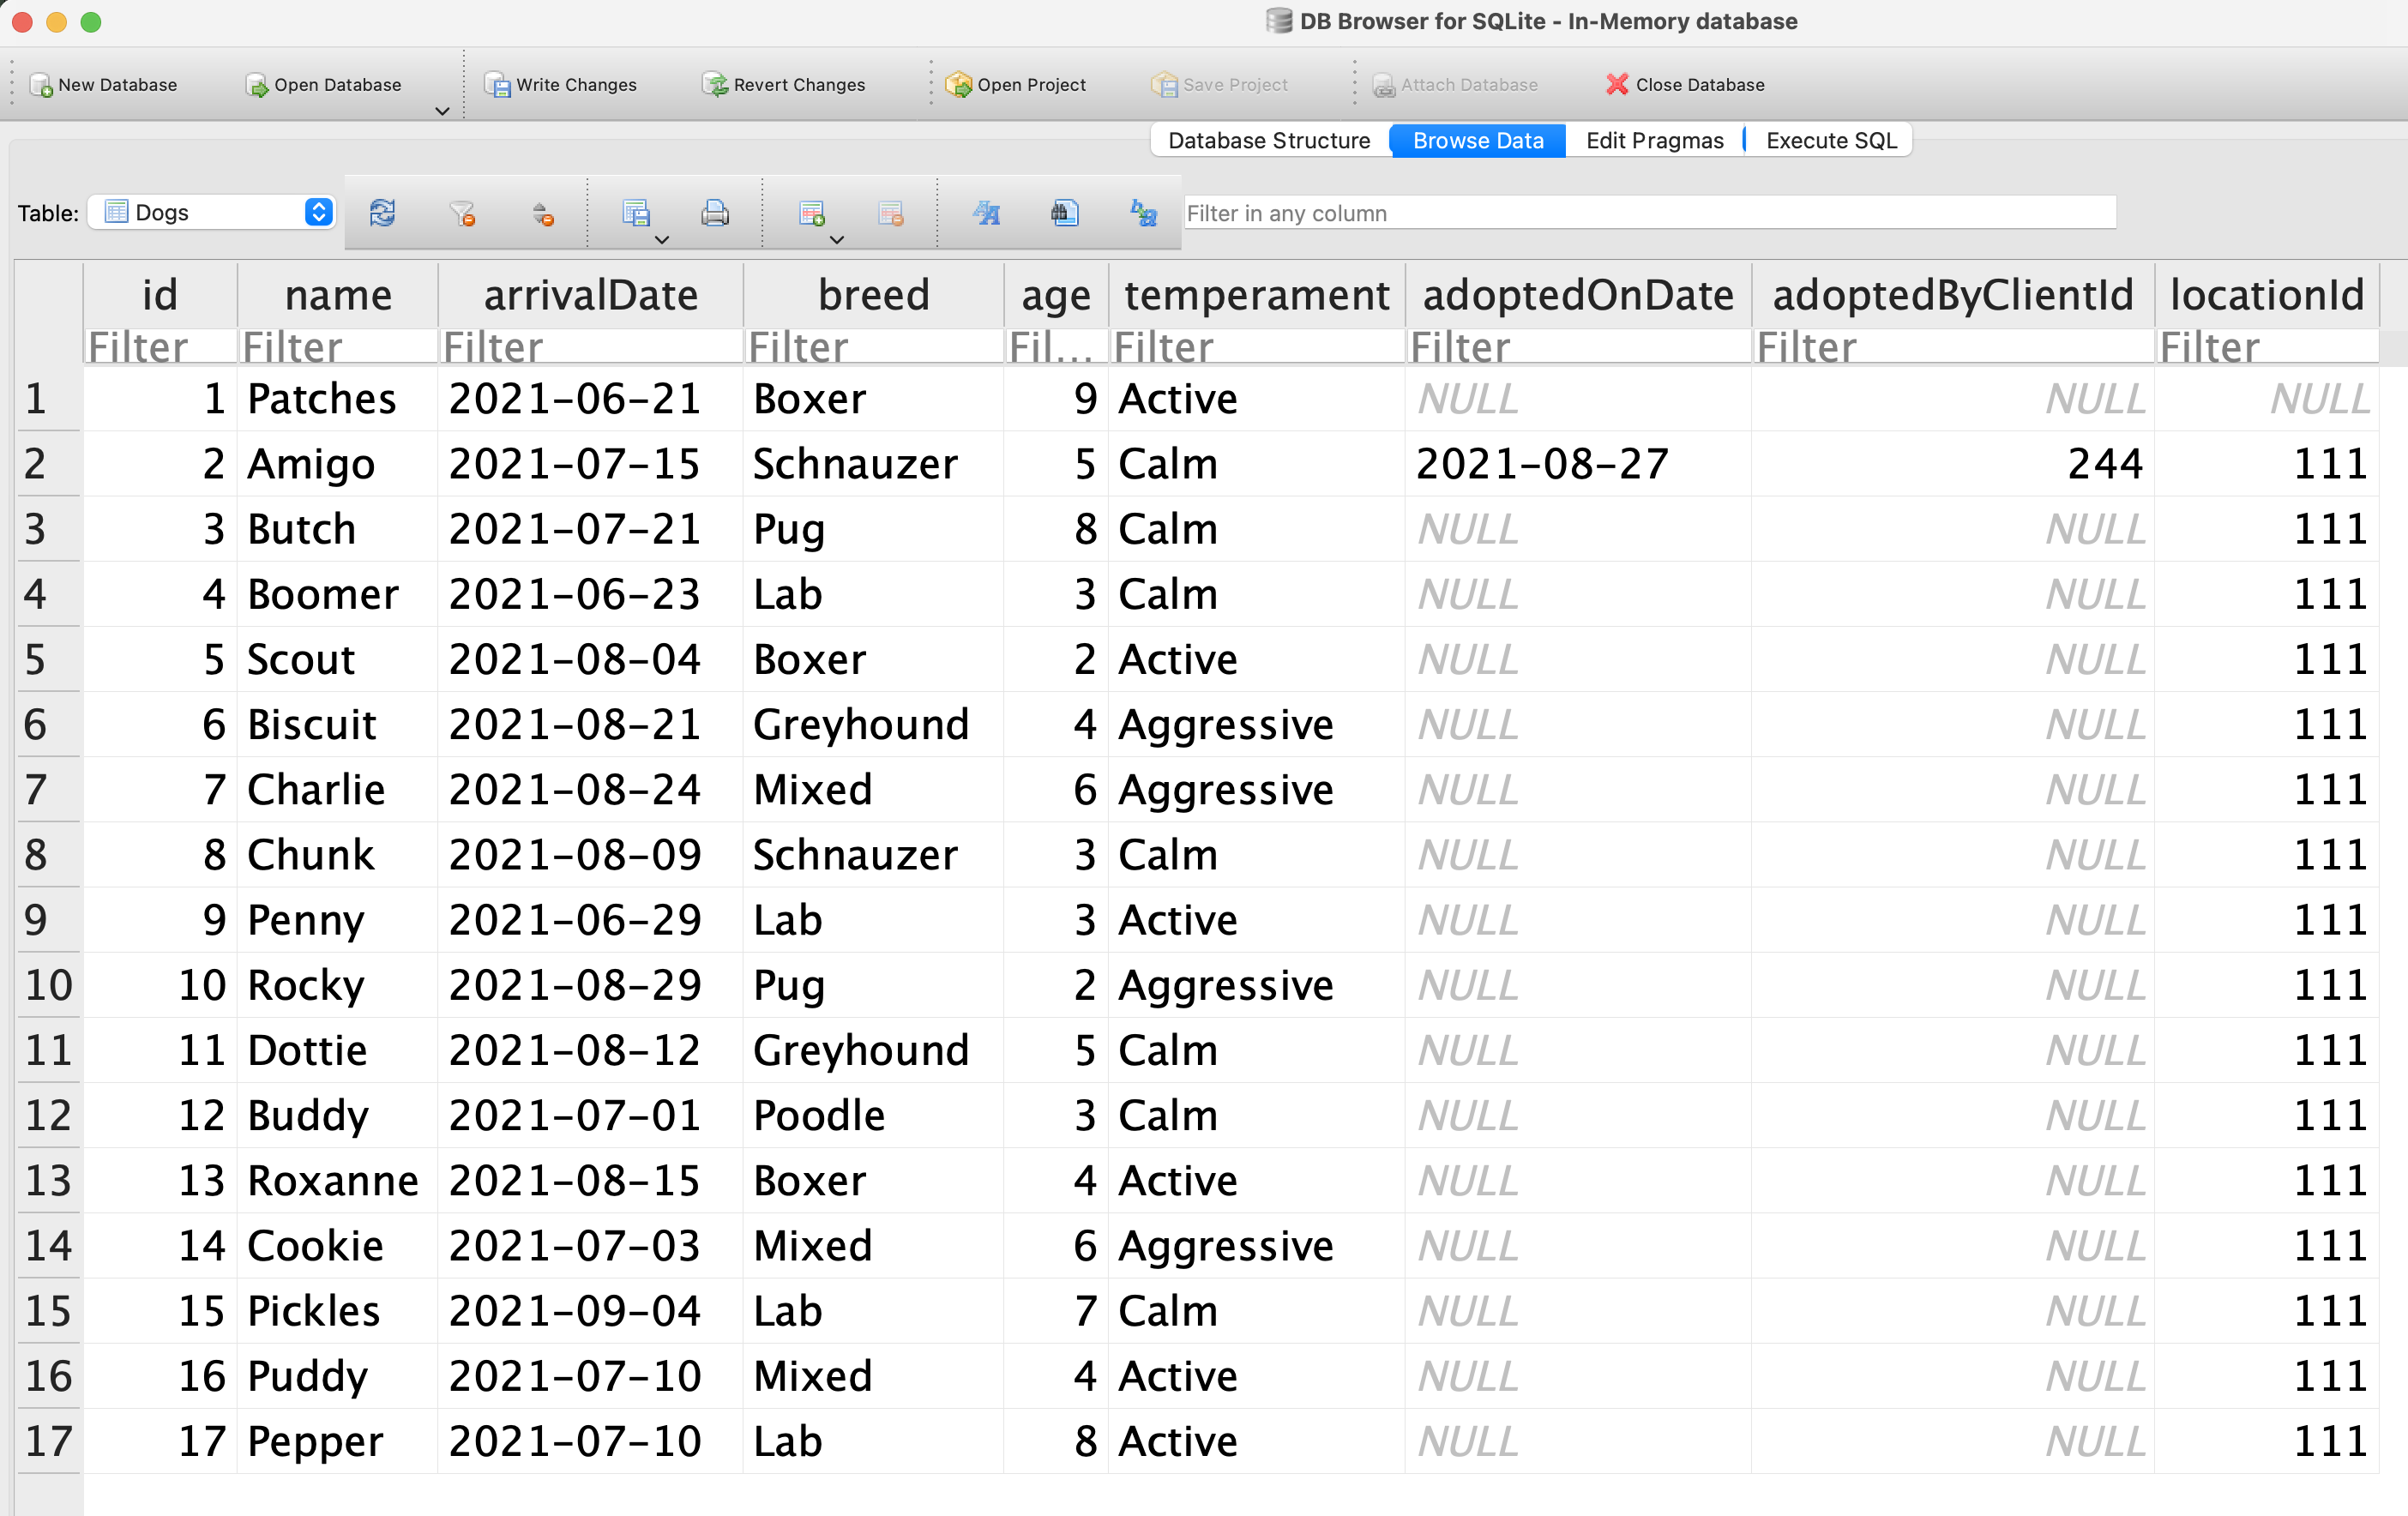 DB Browser for SQLite - In-Memory database
New Database Open Database Write Changes Revert Changes Open Project Save Project Attach Database Close Database
Database Structure Browse Data Edit Pragmas Execute SQL
Table: Dogs Filter in any column
id name arrivalDate breed age temperament adoptedOnDate adoptedByClientId locationId
Filter Filter Filter Filter Fil... Filter Filter Filter Filter
1 1 Patches 2021-06-21 Boxer 9 Active NULL NULL NULL
2 2 Amigo 2021-07-15 Schnauzer 5 Calm 2021-08-27 244 111
3 3 Butch 2021-07-21 Pug 8 Calm NULL NULL 111
4 4 Boomer 2021-06-23 Lab 3 Calm NULL NULL 111
5 5 Scout 2021-08-04 Boxer 2 Active NULL NULL 111
6 6 Biscuit 2021-08-21 Greyhound 4 Aggressive NULL NULL 111
7 7 Charlie 2021-08-24 Mixed 6 Aggressive NULL NULL 111
8 8 Chunk 2021-08-09 Schnauzer 3 Calm NULL NULL 111
9 9 Penny 2021-06-29 Lab 3 Active NULL NULL 111
10 10 Rocky 2021-08-29 Pug 2 Aggressive NULL NULL 111
11 11 Dottie 2021-08-12 Greyhound 5 Calm NULL NULL 111
12 12 Buddy 2021-07-01 Poodle 3 Calm NULL NULL 111
13 13 Roxanne 2021-08-15 Boxer 4 Active NULL NULL 111
14 14 Cookie 2021-07-03 Mixed 6 Aggressive NULL NULL 111
15 15 Pickles 2021-09-04 Lab 7 Calm NULL NULL 111
16 16 Puddy 2021-07-10 Mixed 4 Active NULL NULL 111
17 17 Pepper 2021-07-10 Lab 8 Active NULL NULL 111